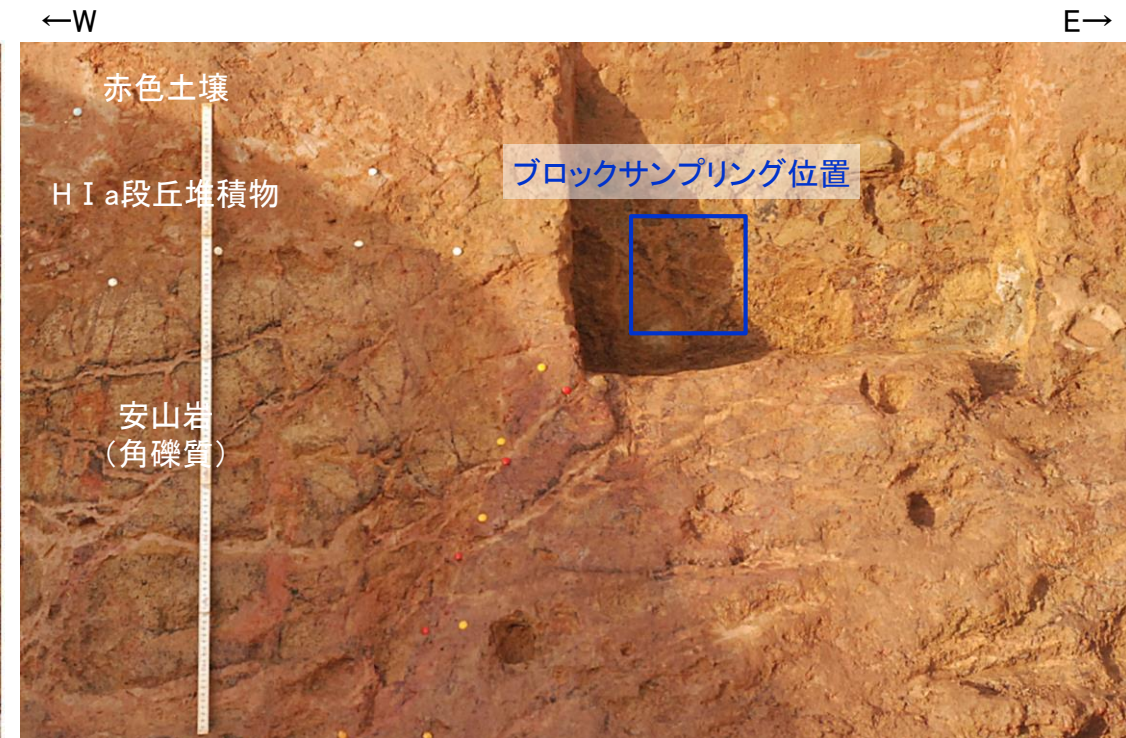 ←W
E→
赤色土壌
ブロックサンプリング位置
HⅠa段丘堆積物
安山岩
（角礫質）